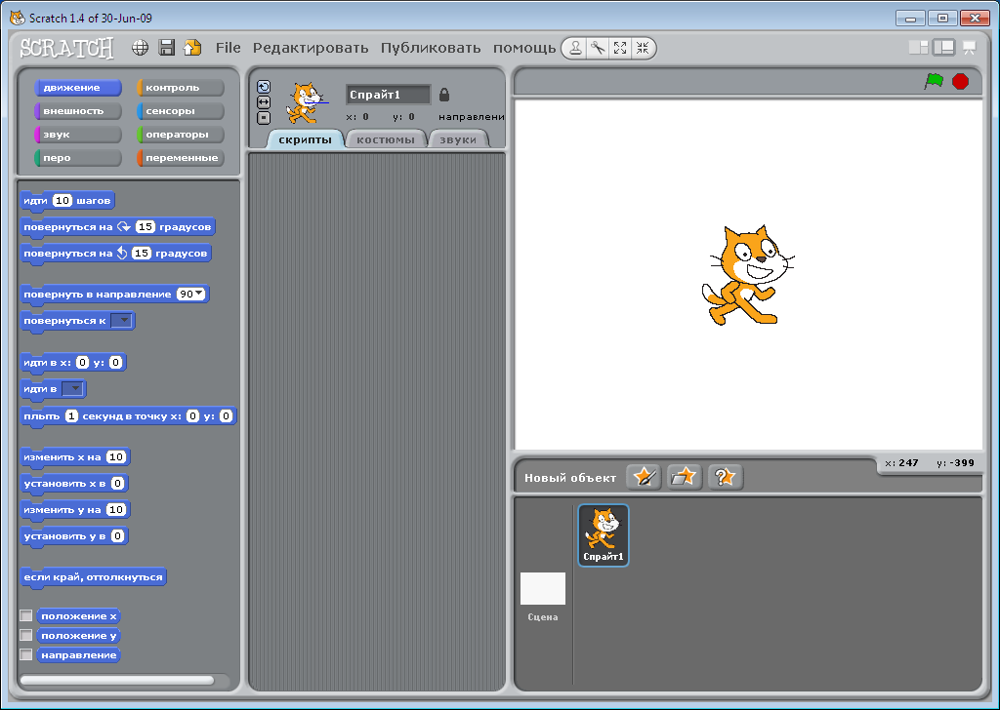 Scratch 1.4 of 30-Jun-09
SCRATCH File Редактировать Публиковать помощь
движение контроль
внешность сенсоры
звук операторы
перо переменные
идти 10 шагов
повернуться на 15 градусов
повернуться на 15 градусов
повернуть в направление 90
повернуться к
идти в x: 0 y: 0
идти в
плыть 1 секунд в точку x: 0 y: 0
изменить x на 10
установить x в 0
изменить y на 10
установить y в 0
если край, оттолкнуться
положение x
положение y
направление
Спрайт1
x: 0 y: 0 направлени
скрипты костюмы звуки
x: 247 y: -399
Новый объект
Спрайт1
Сцена